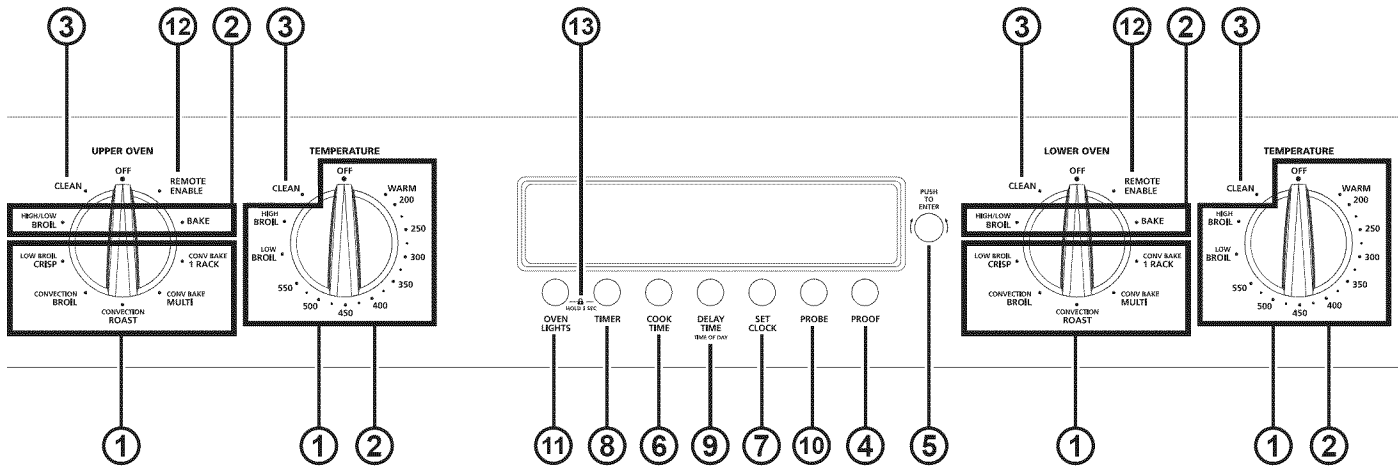 3 12 2 3 13 3 12 2 3
UPPER OVEN
OFF
CLEAN
REMOTE
ENABLE
HIGH/LOW
BROIL
BAKE
LOW BROIL
CRISP
CONV BAKE
1 RACK
CONVECTION
BROIL
CONV BAKE
MULTI
CONVECTION
ROAST
TEMPERATURE
OFF
CLEAN
WARM
200
HIGH
BROIL
250
LOW
BROIL
300
550
350
500
450
400
PUSH
TO
ENTER
HOLD 3 SEC
OVEN
LIGHTS
TIMER
COOK
TIME
DELAY
TIME
TIME OF DAY
SET
CLOCK
PROBE
PROOF
LOWER OVEN
OFF
CLEAN
REMOTE
ENABLE
HIGH/LOW
BROIL
BAKE
LOW BROIL
CRISP
CONV BAKE
1 RACK
CONVECTION
BROIL
CONV BAKE
MULTI
CONVECTION
ROAST
TEMPERATURE
OFF
CLEAN
WARM
200
HIGH
BROIL
250
LOW
BROIL
300
550
350
500
450
400
1 1 2 11 8 6 9 7 10 4 5 1 1 2